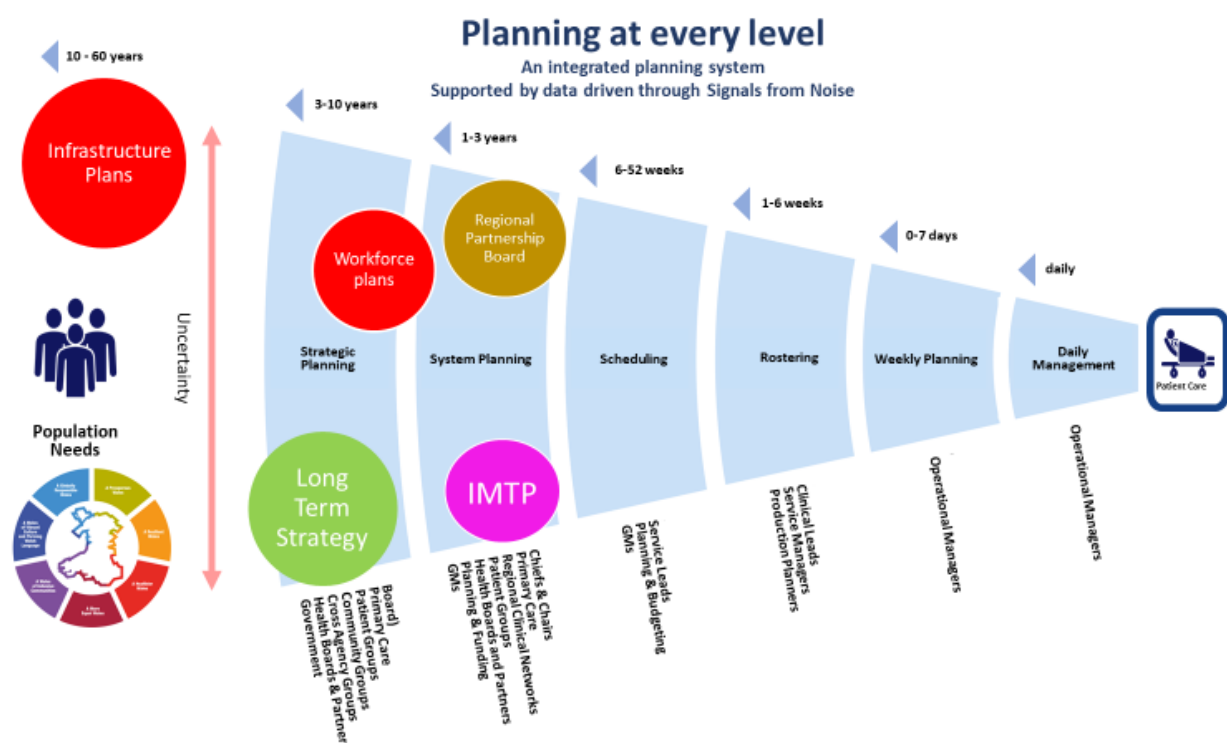 Planning at every level
An integrated planning system
Supported by data driven through Signals from Noise
10 - 60 years
Infrastructure
Plans
Uncertainty
Population
Needs
3-10 years
1-3 years
6-52 weeks
1-6 weeks
0-7 days
daily
Workforce
plans
Regional
Partnership
Board
Strategic
Planning
System Planning
Scheduling
Rostering
Weekly Planning
Daily
Management
Patient Care
Long
Term
Strategy
IMTP
Board)
Primary Care
Patient Groups
Community Groups
Cross Agency Groups
Health Boards & Partner
Government
Chiefs & Chairs
Primary Care
Regional Clinical Networks
Patient Groups
Health Boards and Partners
Planning & Funding
GMs
Service Leads
Planning & Budgeting
GMs
Clinical Leads
Service Managers
Production Planners
Operational Managers
Operational Managers